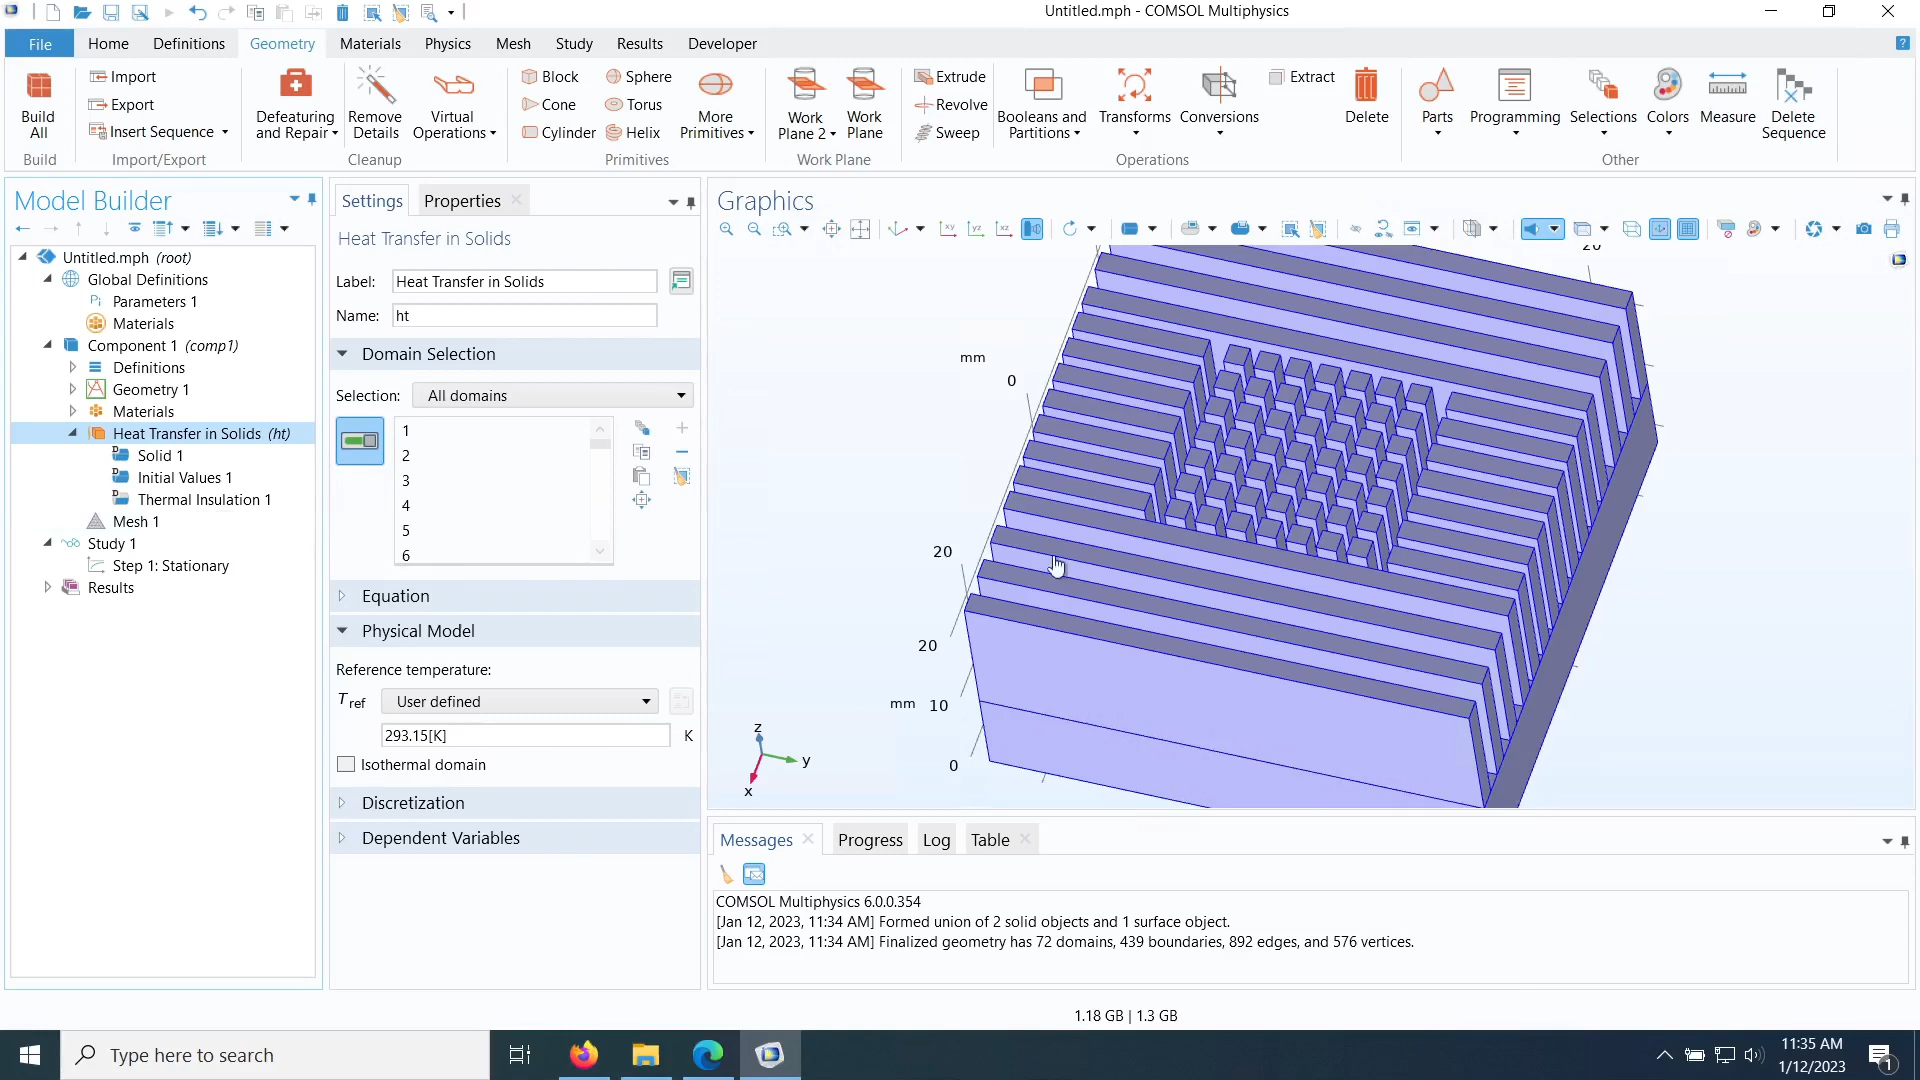 Untitled.mph - COMSOL Multiphysics
File
Home
Definitions
Geometry
Materials
Physics
Mesh
Study
Results
Developer
Build
All
Build
Import
Export
Insert Sequence
Import/Export
Defeaturing
and Repair
Remove
Details
Virtual
Operations
Cleanup
Block
Cone
Cylinder
Sphere
Torus
Helix
More
Primitives
Primitives
Work
Plane 2
Work
Plane
Work Plane
Extrude
Revolve
Sweep
Booleans and
Partitions
Transforms
Conversions
Extract
Delete
Operations
Parts
Programming
Selections
Colors
Measure
Delete
Sequence
Other
Model Builder
Untitled.mph (root)
Global Definitions
Pi Parameters 1
Materials
Component 1 (comp1)
Definitions
Geometry 1
Materials
Heat Transfer in Solids (ht)
Solid 1
Initial Values 1
Thermal Insulation 1
Mesh 1
Study 1
Step 1: Stationary
Results
Settings
Properties
Heat Transfer in Solids
Label: Heat Transfer in Solids
Name: ht
Domain Selection
Selection: All domains
1
2
3
4
5
6
Equation
Physical Model
Reference temperature:
Tref User defined
293.15[K] K
Isothermal domain
Discretization
Dependent Variables
Graphics
xy
yz
xz
20
mm
0
20
20
mm 10
0
z
y
x
Messages
Progress
Log
Table
COMSOL Multiphysics 6.0.0.354
[Jan 12, 2023, 11:34 AM] Formed union of 2 solid objects and 1 surface object.
[Jan 12, 2023, 11:34 AM] Finalized geometry has 72 domains, 439 boundaries, 892 edges, and 576 vertices.
1.18 GB | 1.3 GB
Type here to search
11:35 AM
1/12/2023
1